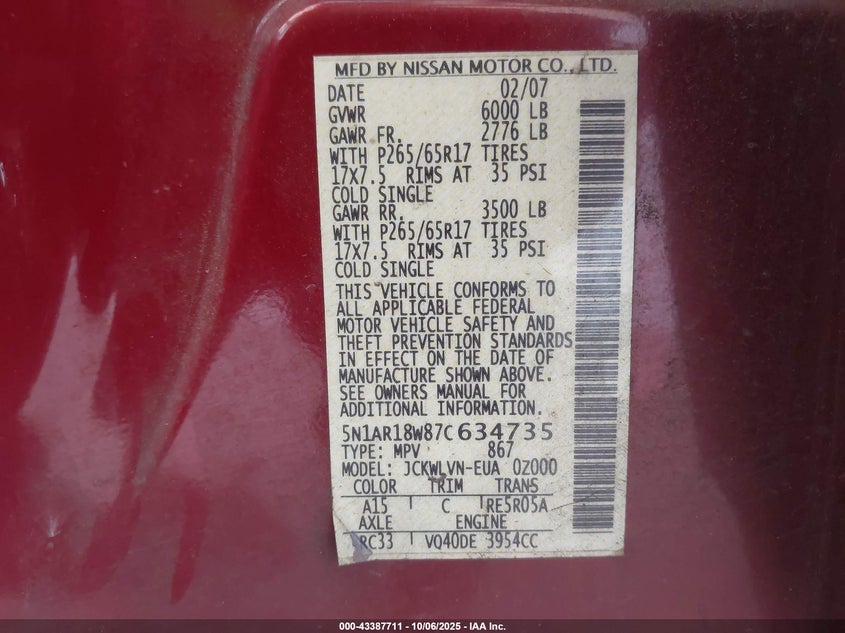 MFD BY NISSAN MOTOR CO., LTD.
DATE 02/07
GVWR 6000 LB
GAWR FR. 2776 LB
WITH P265/65R17 TIRES
17X7.5 RIMS AT 35 PSI
COLD SINGLE
GAWR RR. 3500 LB
WITH P265/65R17 TIRES
17X7.5 RIMS AT 35 PSI
COLD SINGLE
THIS VEHICLE CONFORMS TO
ALL APPLICABLE FEDERAL
MOTOR VEHICLE SAFETY AND
THEFT PREVENTION STANDARDS
IN EFFECT ON THE DATE OF
MANUFACTURE SHOWN ABOVE.
SEE OWNERS MANUAL FOR
ADDITIONAL INFORMATION.
5N1AR18W87C634735
TYPE: MPV 867
MODEL: JCKWLVN-EUA 0Z000
COLOR TRIM TRANS
A15 C RE5R05A
AXLE ENGINE
RC33 VQ40DE 3954CC
000-43387711 - 10/06/2025 - IAA Inc.